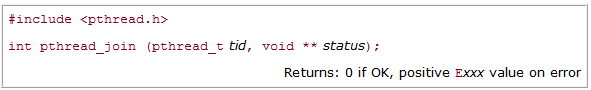 #include <pthread.h>
int pthread_join (pthread_t tid, void ** status);
Returns: 0 if OK, positive Exxx value on error